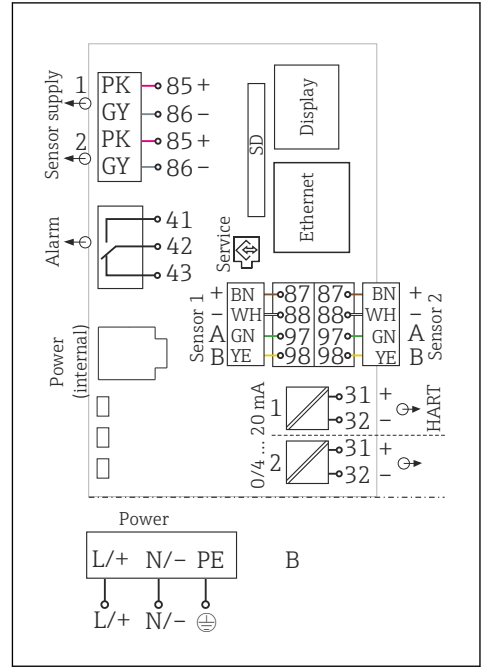 Sensor supply
1 PK 85 +
GY 86 –
2 PK 85 +
GY 86 –
Display
SD
Ethernet
Alarm
41
42
43
Service
Power
(internal)
Sensor 1
+ BN 87 87 BN +
– WH 88 88 WH –
A GN 97 97 GN A
B YE 98 98 YE B
Sensor 2
0/4 ... 20 mA
1 31 +
32 –
HART
2 31 +
32 –
Power
L/+ N/– PE
B
L/+ N/–